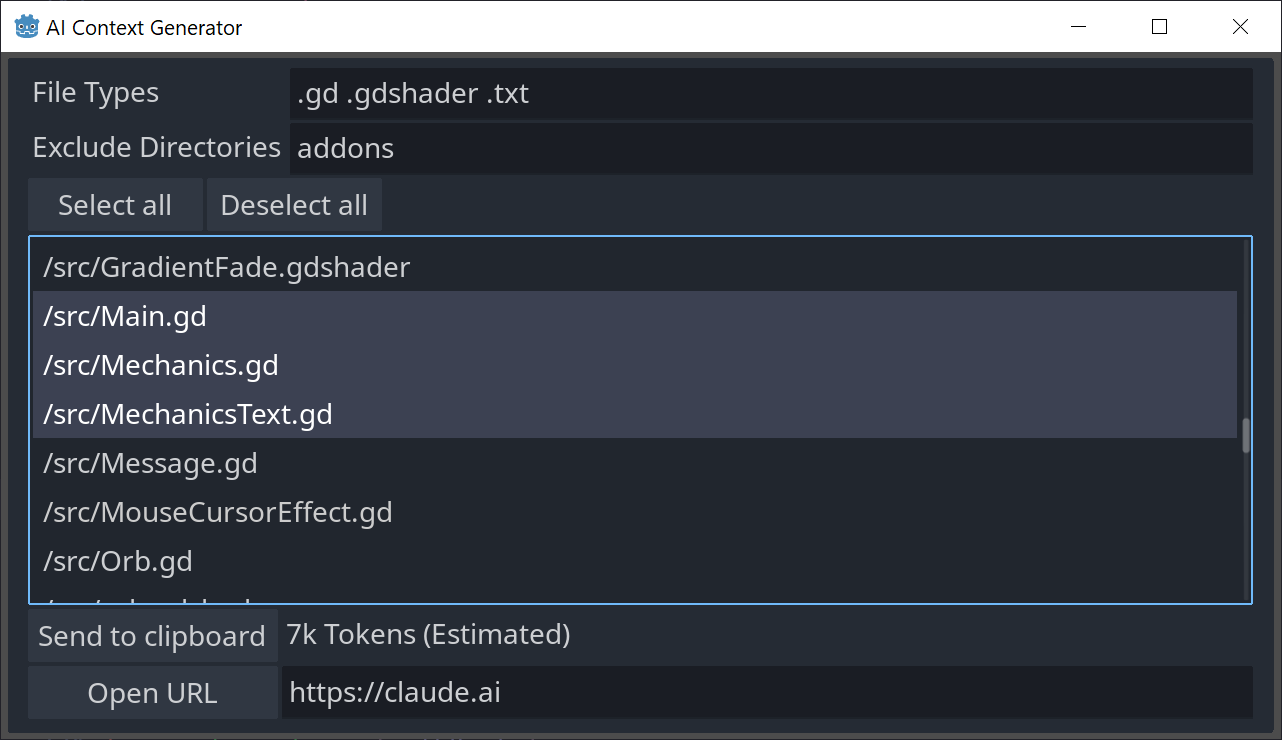 AI Context Generator
File Types .gd .gdshader .txt
Exclude Directories addons
Select all Deselect all
/src/GradientFade.gdshader
/src/Main.gd
/src/Mechanics.gd
/src/MechanicsText.gd
/src/Message.gd
/src/MouseCursorEffect.gd
/src/Orb.gd
Send to clipboard 7k Tokens (Estimated)
Open URL https://claude.ai